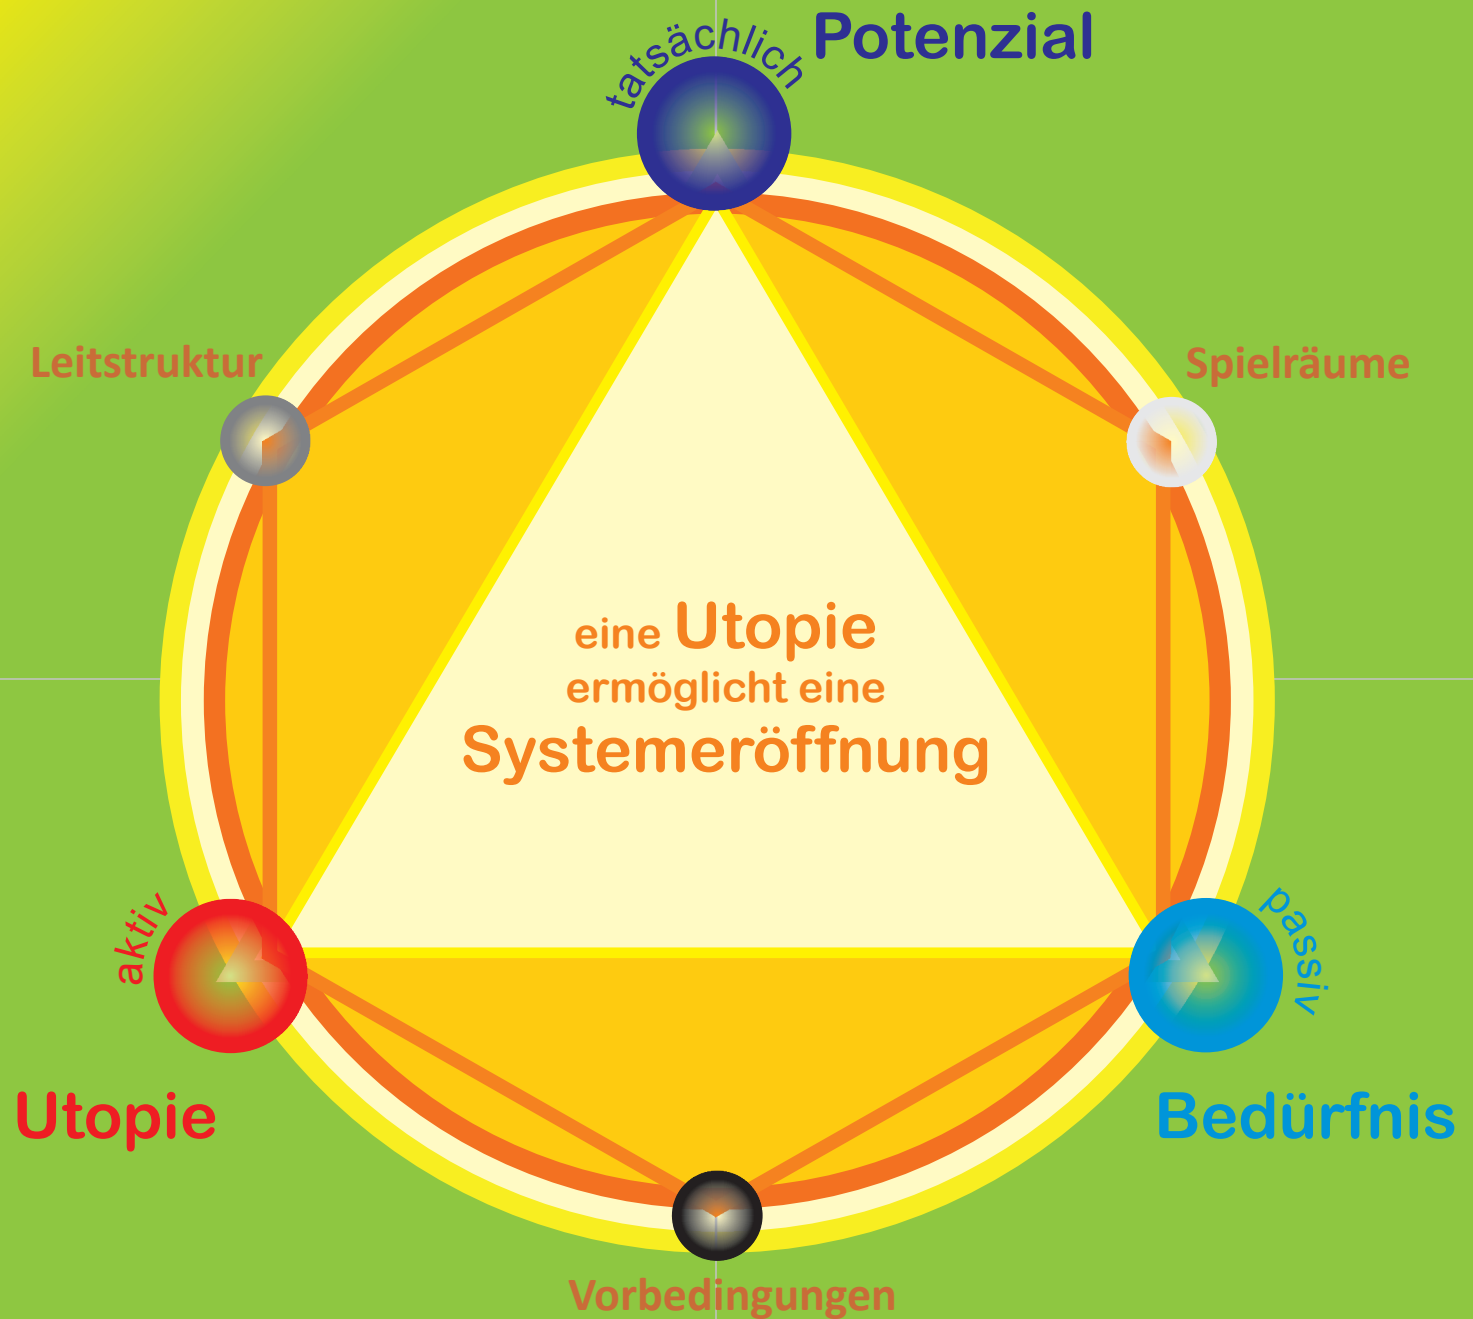 tatsächlich
Potenzial
Leitstruktur
Spielräume
eine Utopie
ermöglicht eine
Systemeröffnung
aktiv
passiv
Utopie
Bedürfnis
Vorbedingungen